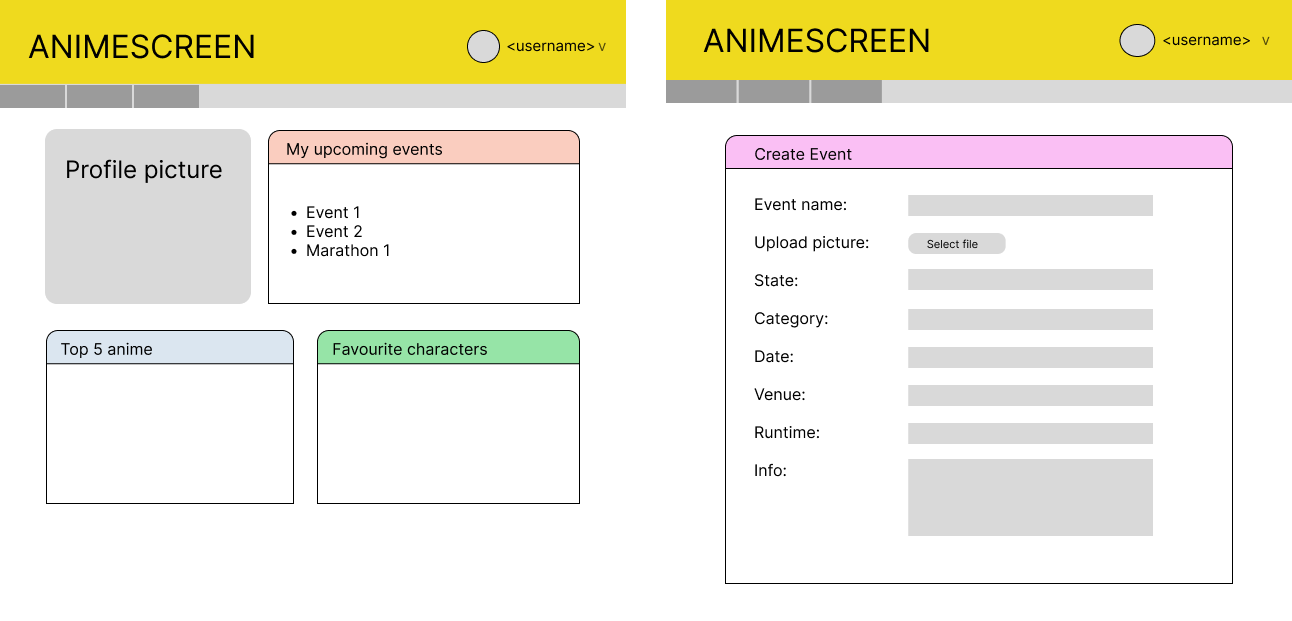 ANIMESCREEN
<username> v
Profile picture
My upcoming events
• Event 1
• Event 2
• Marathon 1
Top 5 anime
Favourite characters
ANIMESCREEN
<username> v
Create Event
Event name:
Upload picture:
Select file
State:
Category:
Date:
Venue:
Runtime:
Info: